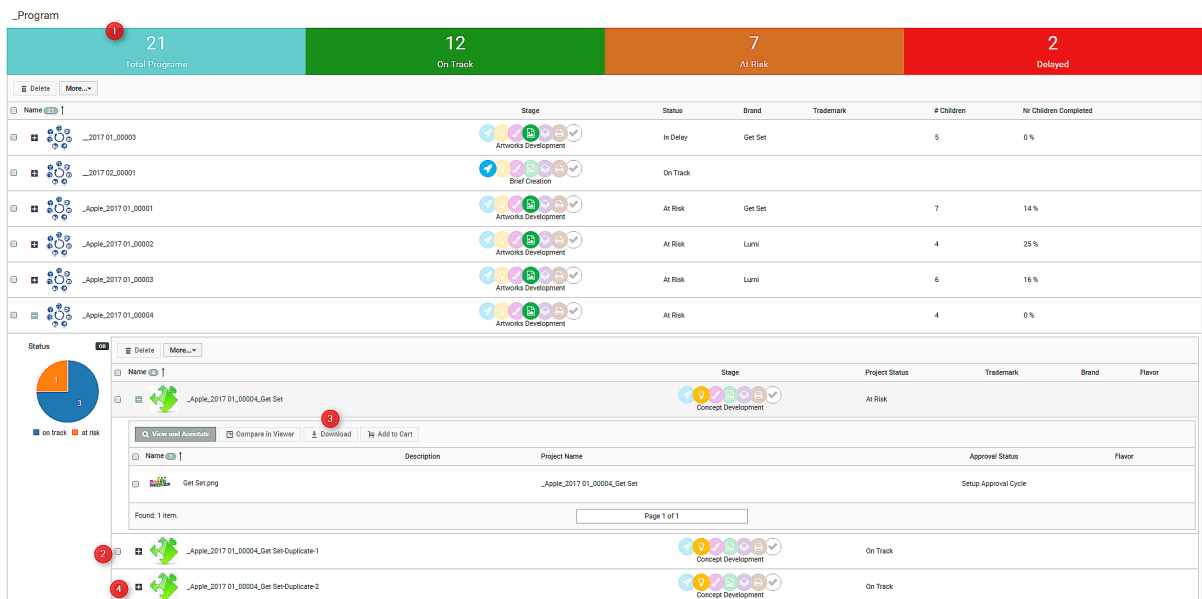 _Program
1
21 12 7 2
Total Programs On Track At Risk Delayed
Delete More...
Name 21 Stage Status Brand Trademark # Children Nr Children Completed
__2017 01_00003 In Delay Get Set 5 0 %
Artworks Development
__2017 02_00001 On Track
Brief Creation
_Apple_2017 01_00001 At Risk Get Set 7 14 %
Artworks Development
_Apple_2017 01_00002 At Risk Lumi 4 25 %
Artworks Development
_Apple_2017 01_00003 At Risk Lumi 6 16 %
Artworks Development
_Apple_2017 01_00004 At Risk 4 0 %
Artworks Development
Status OR
1
3
on track at risk
Delete More...
Name 4 Stage Project Status Trademark Brand Flavor
_Apple_2017 01_00004_Get Set At Risk
Concept Development
3
View and Annotate Compare in Viewer Download Add to Cart
Name 1 Description Project Name Approval Status Flavor
Get Set.png _Apple_2017 01_00004_Get Set Setup Approval Cycle
Found: 1 item. Page 1 of 1
2 _Apple_2017 01_00004_Get Set-Duplicate-1 On Track
Concept Development
4 _Apple_2017 01_00004_Get Set-Duplicate-2 On Track
Concept Development